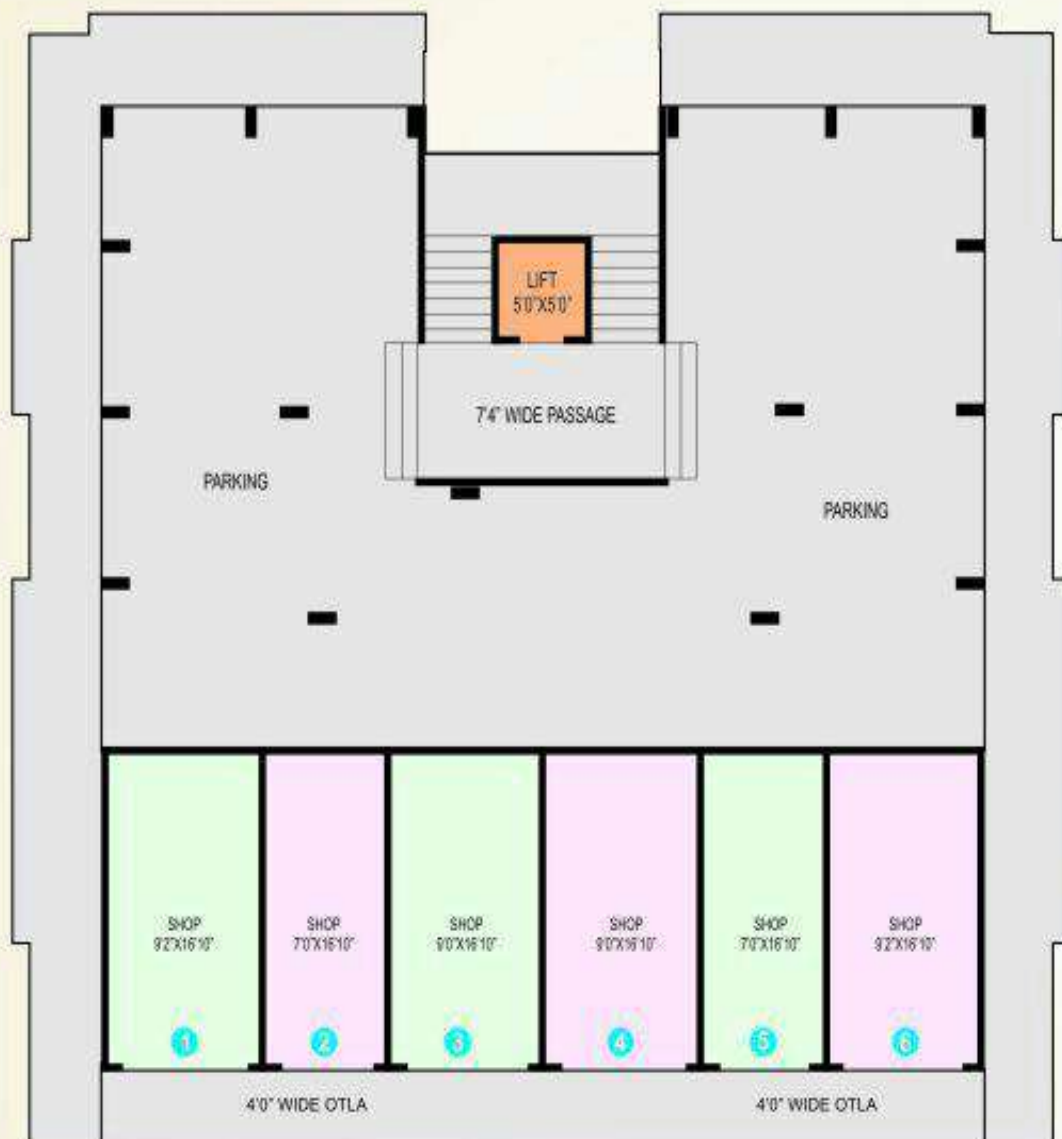 LIFT
5'0"X5'0"
7'4" WIDE PASSAGE
PARKING
PARKING
SHOP
9'2"X16'10"
SHOP
7'0"X16'10"
SHOP
9'0"X16'10"
SHOP
9'0"X16'10"
SHOP
7'0"X16'10"
SHOP
9'2"X16'10"
1
2
3
4
5
6
4'0" WIDE OTLA
4'0" WIDE OTLA